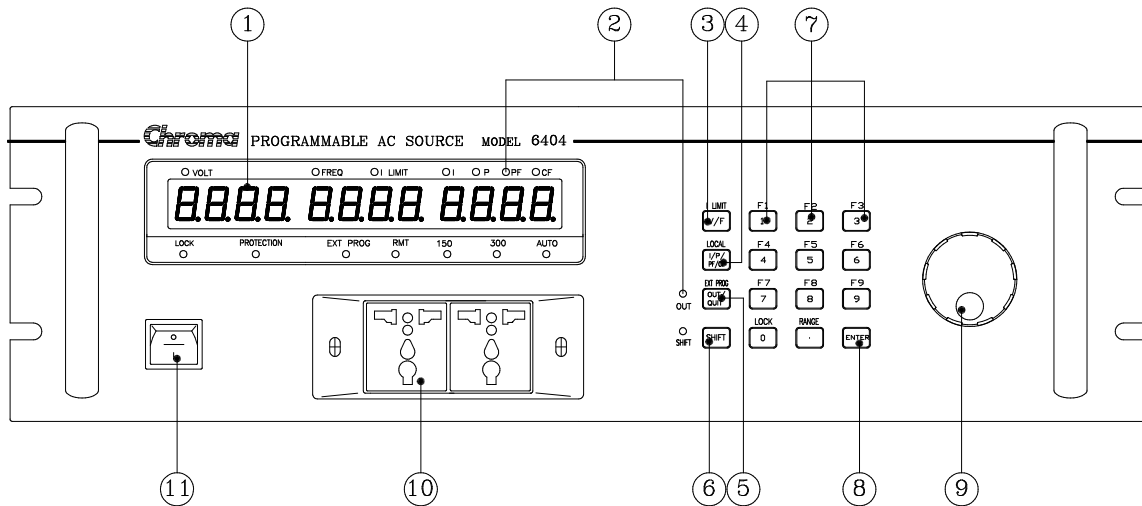 1 2 3 4 7
Chroma PROGRAMMABLE AC SOURCE MODEL 6404
VOLT FREQ I LIMIT I P PF CF
8.8.8.8. 8.8.8.8. 8.8.8.8.
LOCK PROTECTION EXT PROG RMT 150 300 AUTO
I LIMIT F1 F2 F3
V/F 1 2 3
LOCAL F4 F5 F6
I/P/ PF/CF 4 5 6
EXT PROG F7 F8 F9
OUT OUT/ QUIT 7 8 9
LOCK RANGE
SHIFT SHIFT 0 . ENTER
11 10 6 5 8 9